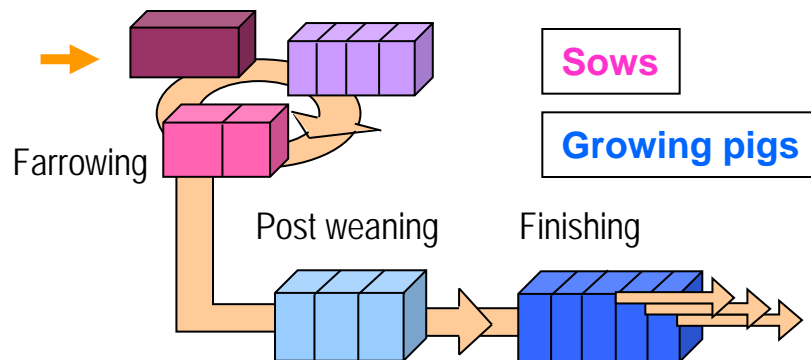 Sows
Growing pigs
Farrowing
Post weaning
Finishing